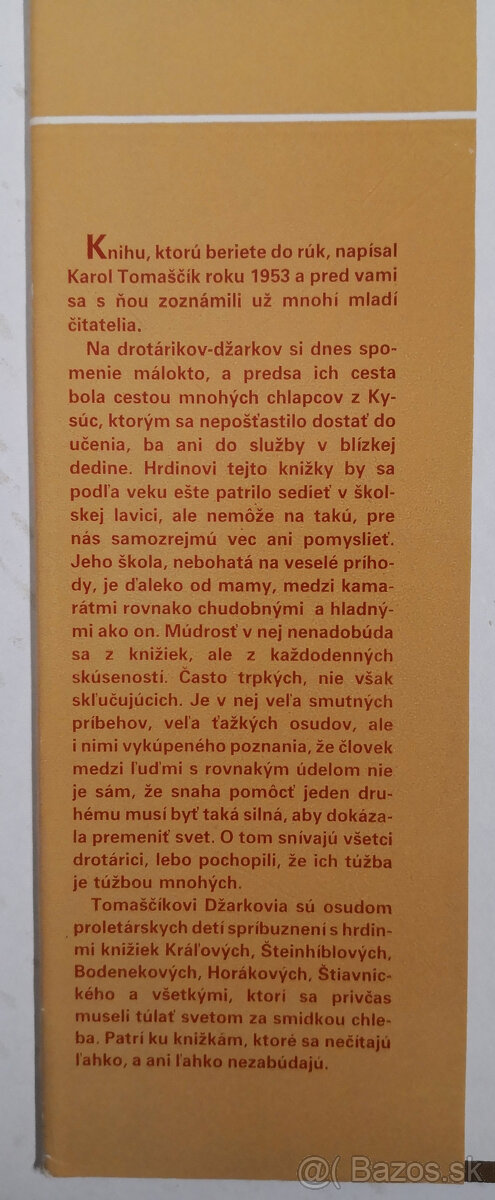 Knihu, ktorú beriete do rúk, napísal
Karol Tomaščík roku 1953 a pred vami
sa s ňou zoznámili už mnohí mladí
čitatelia.
Na drotárikov-džarkov si dnes spo-
menie málokto, a predsa ich cesta
bola cestou mnohých chlapcov z Ky-
súc, ktorým sa nepošťastilo dostať do
učenia, ba ani do služby v blízkej
dedine. Hrdinovi tejto knižky by sa
podľa veku ešte patrilo sedieť v škol-
skej lavici, ale nemôže na takú, pre
nás samozrejmú vec ani pomyslieť.
Jeho škola, nebohatá na veselé prího-
dy, je ďaleko od mamy, medzi kama-
rátmi rovnako chudobnými a hladný-
mi ako on. Múdrosť v nej nenadobúda
sa z knižiek, ale z každodenných
skúseností. Často trpkých, nie však
skľučujúcich. Je v nej veľa smutných
príbehov, veľa ťažkých osudov, ale
i nimi vykúpeného poznania, že človek
medzi ľuďmi s rovnakým údelom nie
je sám, že snaha pomôcť jeden dru-
hému musí byť taká silná, aby dokáza-
la premeniť svet. O tom snívajú všetci
drotárici, lebo pochopili, že ich túžba
je túžbou mnohých.
Tomaščíkovi Džarkovia sú osudom
proletárskych detí spríbuznení s hrdin-
mi knižiek Kráľových, Šteinhíblových,
Bodenekových, Horákových, Štiavnic-
kého a všetkými, ktorí sa privčas
museli túlať svetom za smidkou chle-
ba. Patrí ku knižkám, ktoré sa nečítajú
ľahko, a ani ľahko nezabúdajú.
@( Bazos.sk